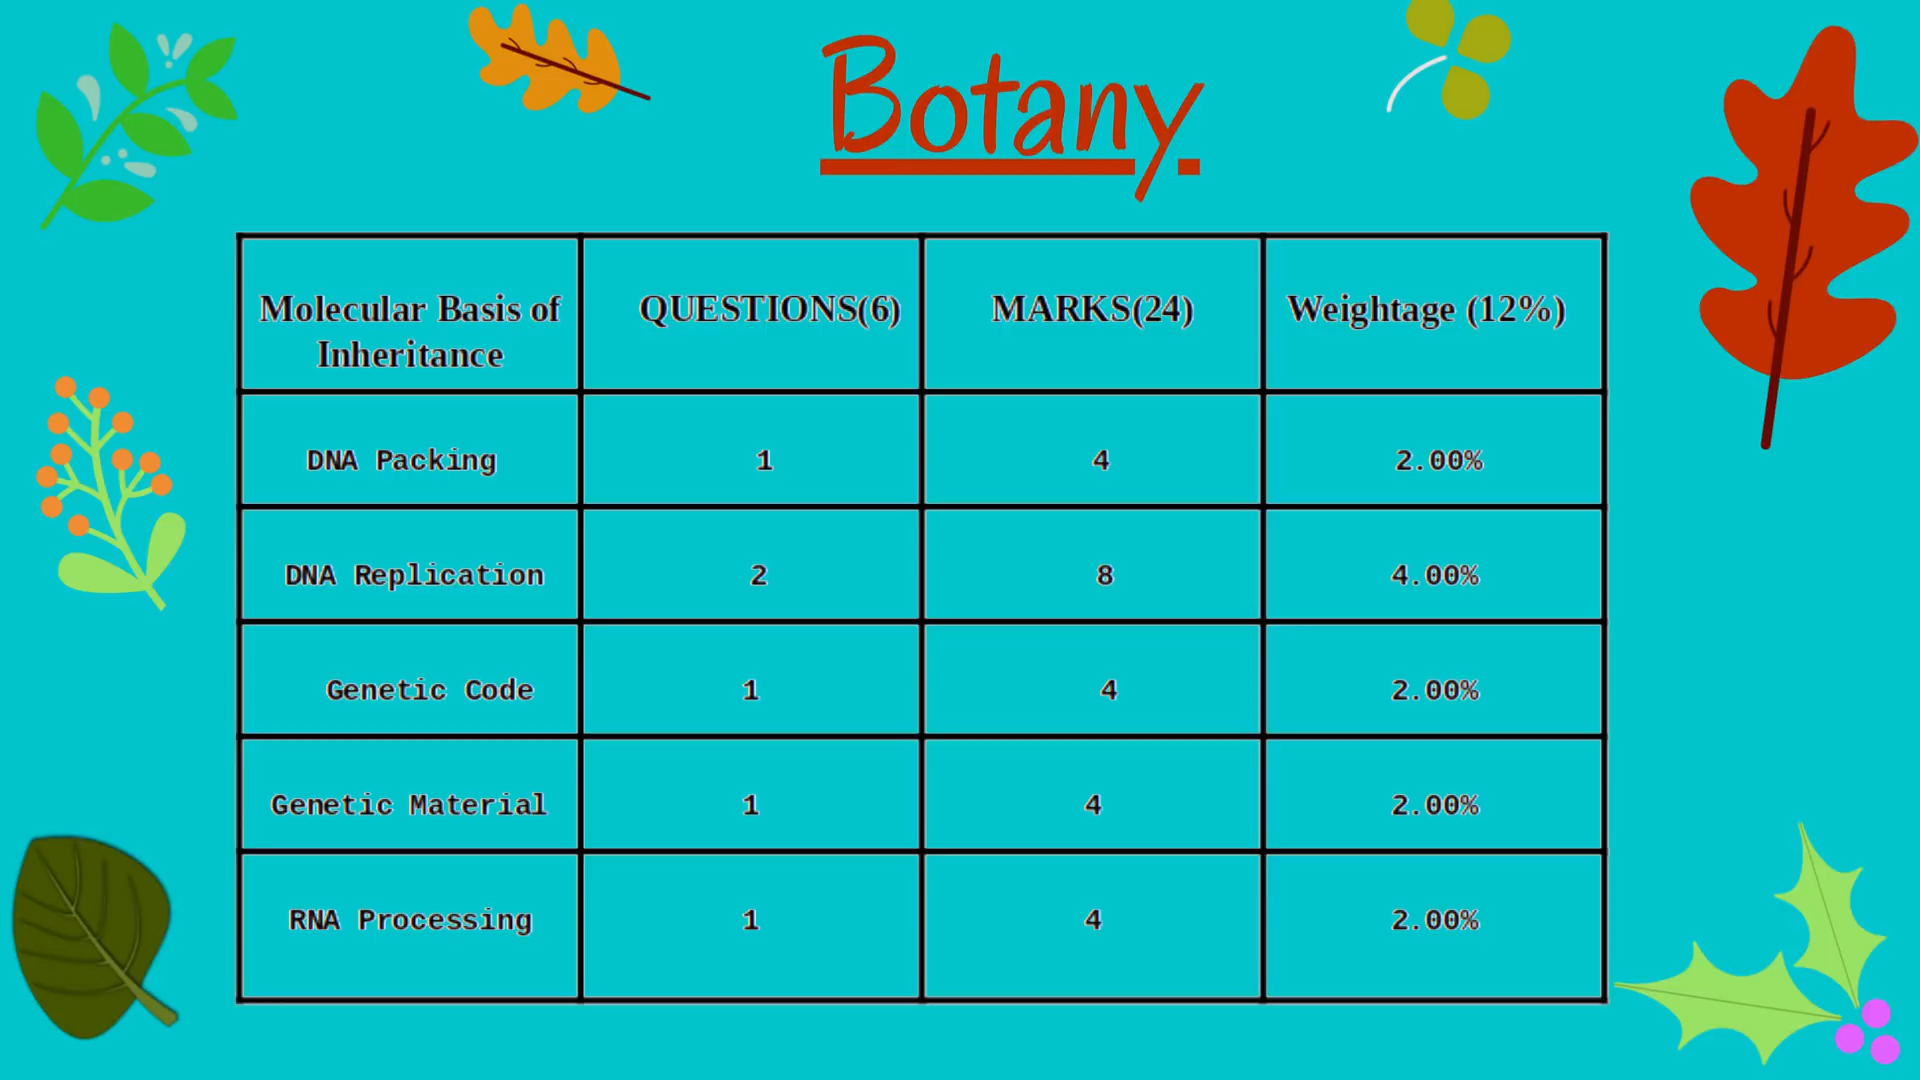 Botany
Molecular Basis of
Inheritance
QUESTIONS(6)
MARKS(24)
Weightage (12%)
DNA Packing
1
4
2.00%
DNA Replication
2
8
4.00%
Genetic Code
1
4
2.00%
Genetic Material
1
4
2.00%
RNA Processing
1
4
2.00%